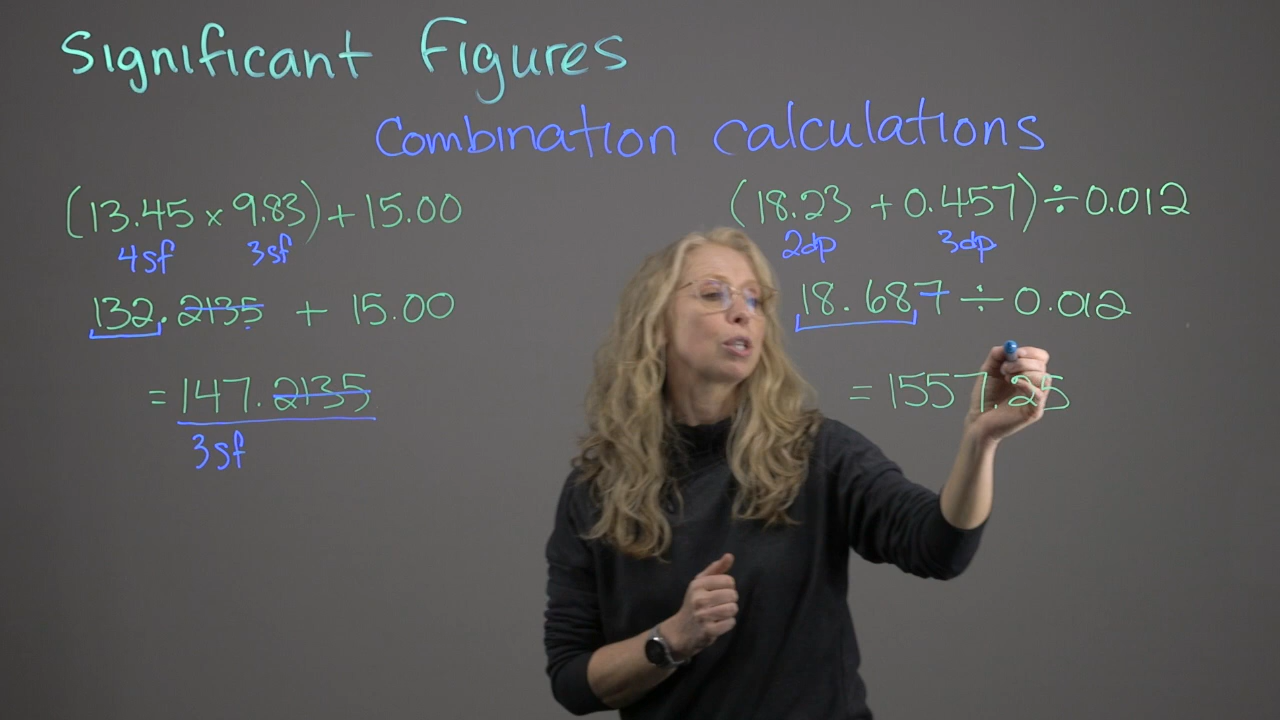 Significant Figures
Combination calculations
(13.45 × 9.83) + 15.00
4sf 3sf
132.2135 + 15.00
= 147.2135
3sf
(18.23 + 0.457) ÷ 0.012
2dp 3dp
18.687 ÷ 0.012
= 1557.25